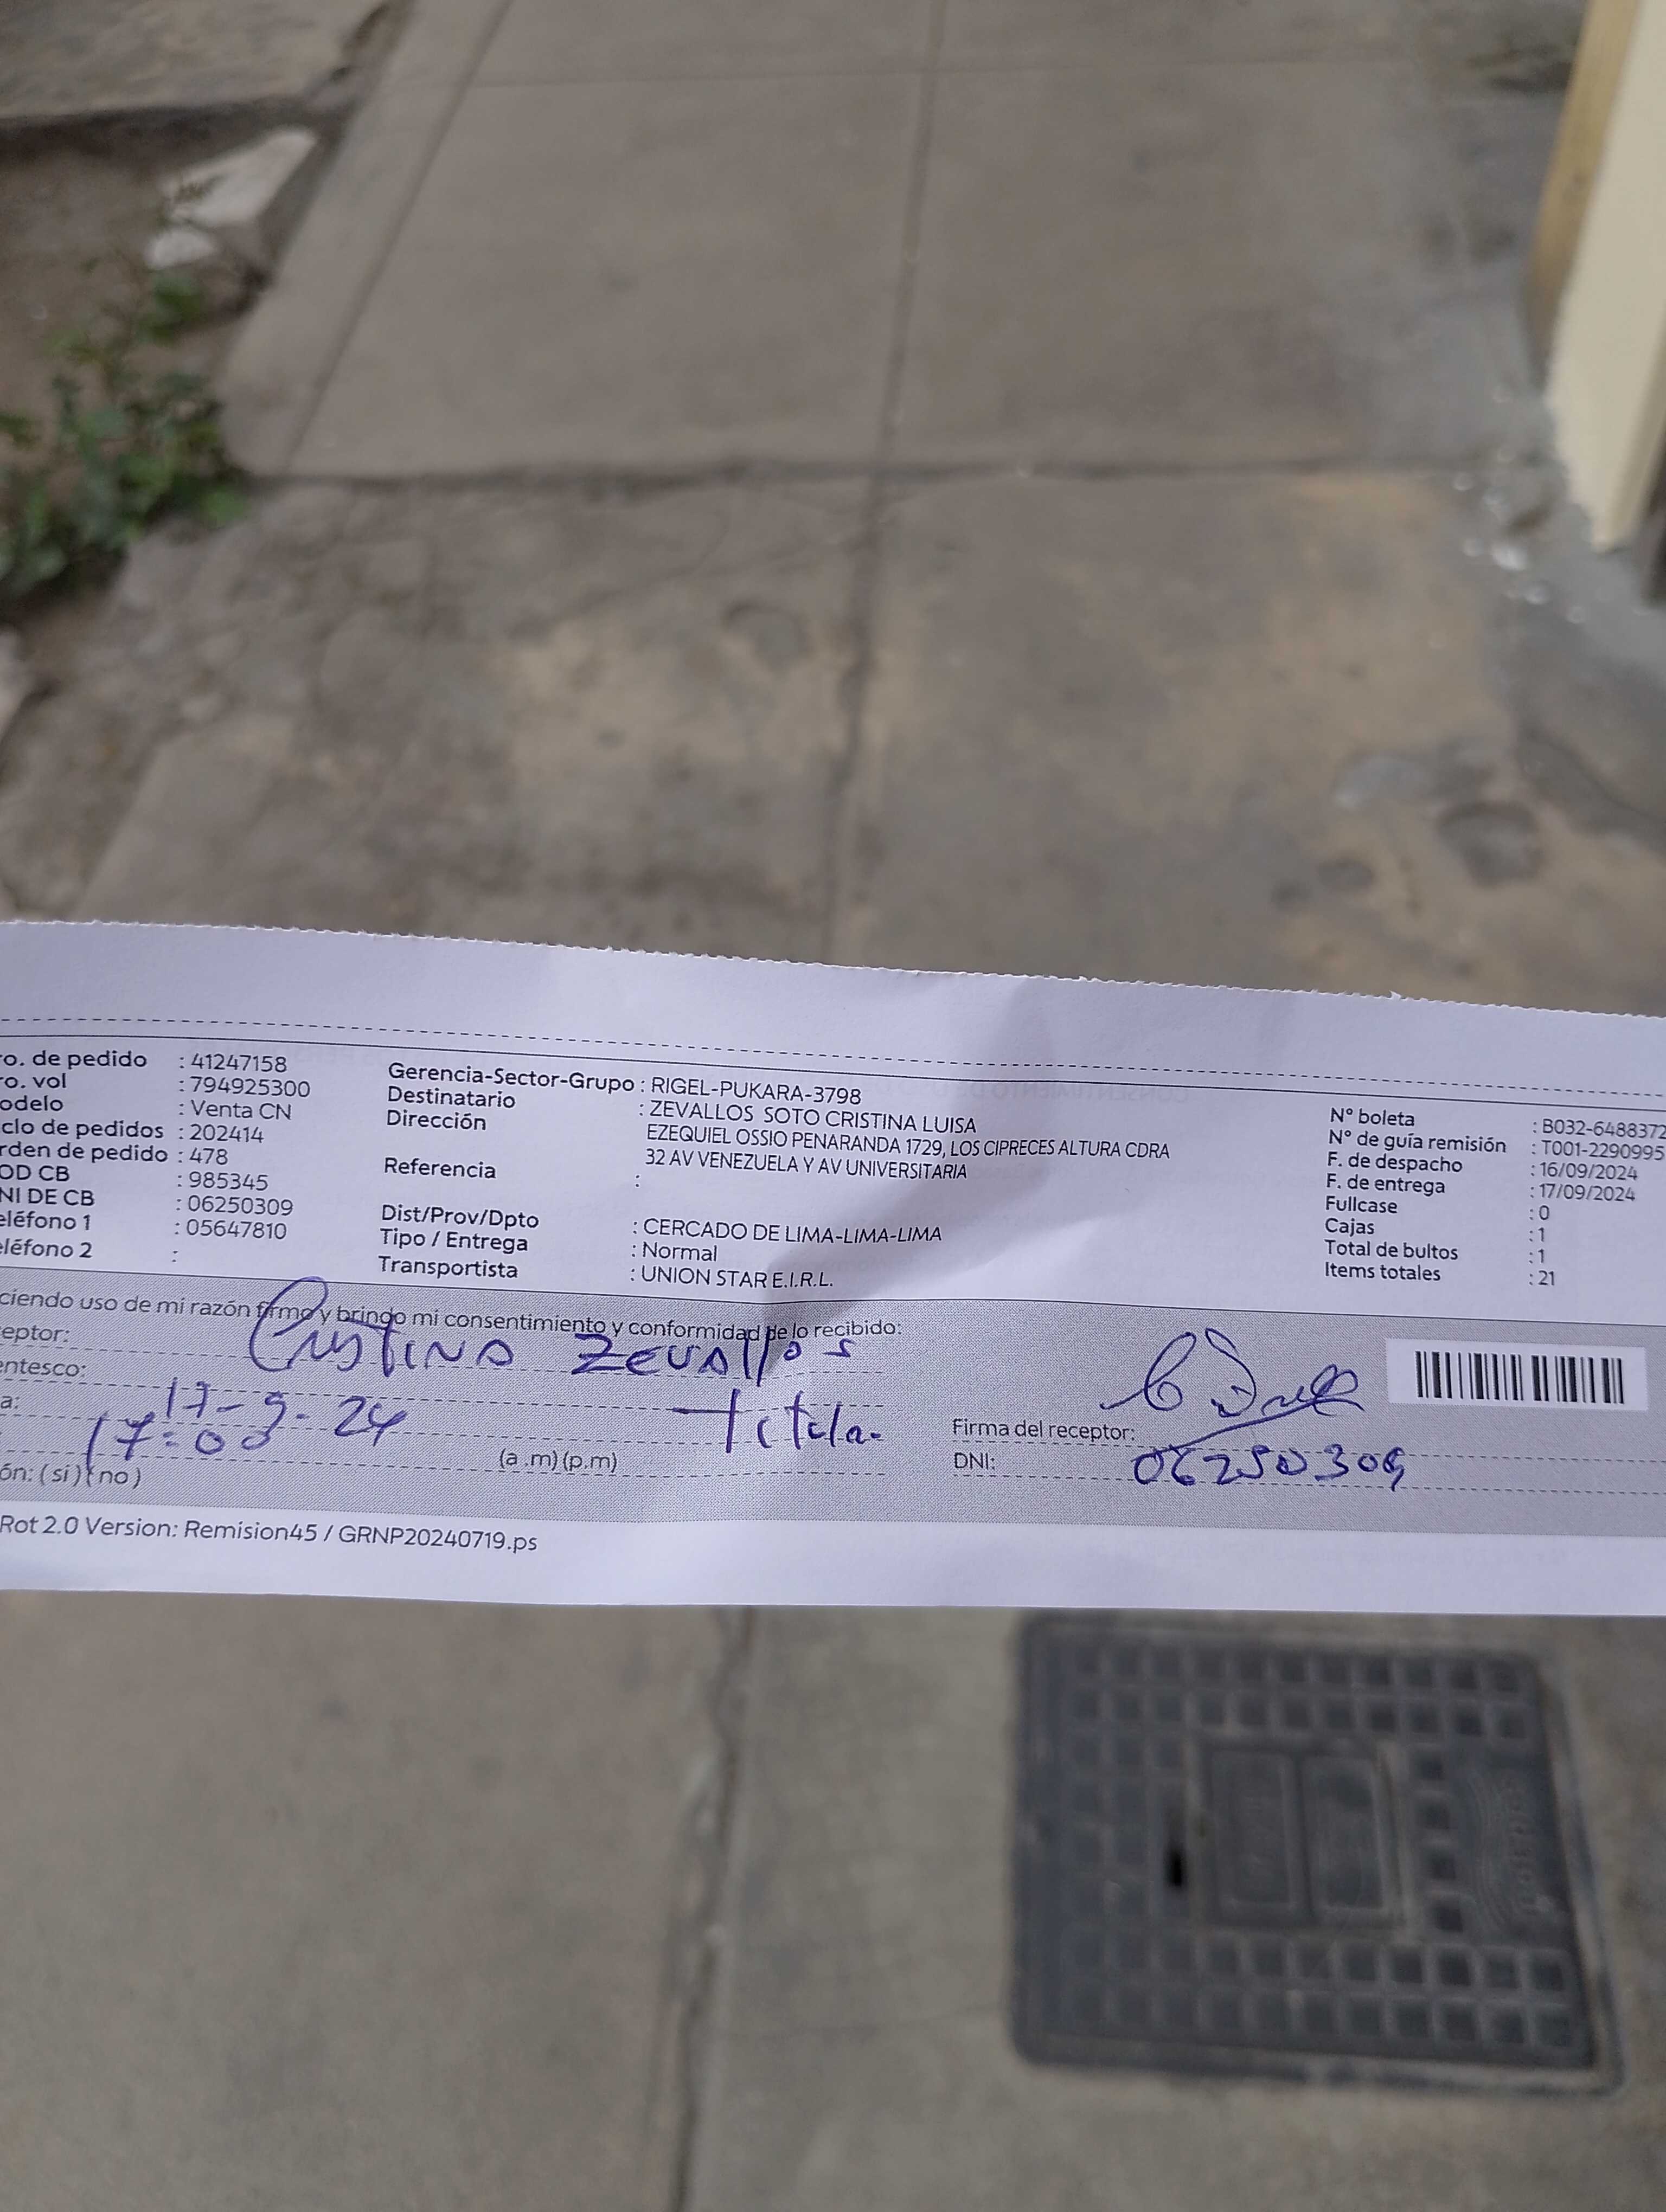 ro. de pedido : 41247158
ro. vol : 794925300
odelo : Venta CN
clo de pedidos : 202414
rden de pedido : 478
OD CB : 985345
NI DE CB : 06250309
eléfono 1 : 05647810
eléfono 2 :
Gerencia-Sector-Grupo : RIGEL-PUKARA-3798
Destinatario : ZEVALLOS SOTO CRISTINA LUISA
Dirección EZEQUIEL OSSIO PENARANDA 1729, LOS CIPRECES ALTURA CDRA
32 AV VENEZUELA Y AV UNIVERSITARIA
Referencia :
Dist/Prov/Dpto : CERCADO DE LIMA-LIMA-LIMA
Tipo / Entrega : Normal
Transportista : UNION STAR E.I.R.L.
N° boleta : B032-6488372
N° de guía remisión : T001-2290995
F. de despacho : 16/09/2024
F. de entrega : 17/09/2024
Fullcase : 0
Cajas : 1
Total de bultos : 1
Items totales : 21
ciendo uso de mi razón firmo y brindo mi consentimiento y conformidad de lo recibido:
eptor: Cristina Zevallos
entesco: Titular
a: 17-9-24
17:00 (a.m) (p.m)
ón: (si) (no)
Firma del receptor:
DNI: 06250309
Rot 2.0 Version: Remision45 / GRNP20240719.ps